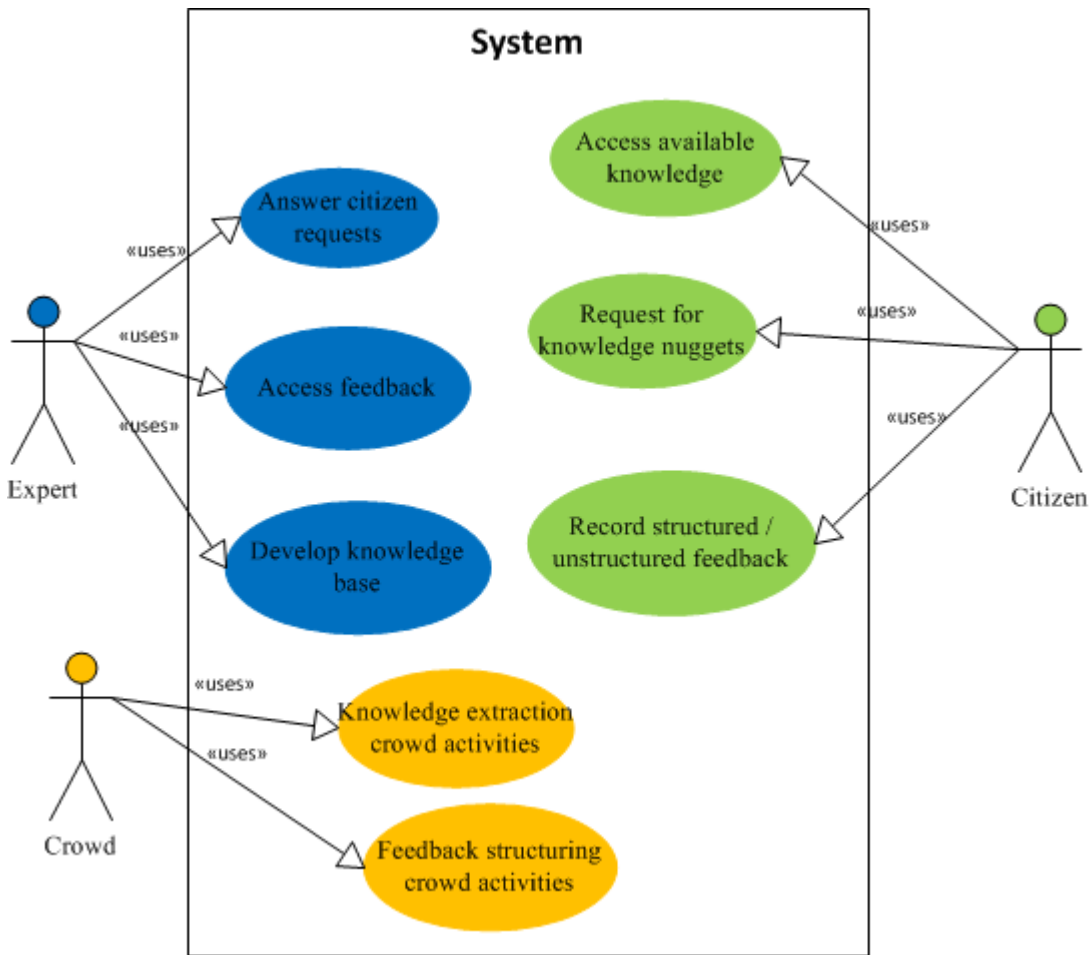 System
Access available
knowledge
Answer citizen
requests
«uses»
«uses»
Request for
knowledge nuggets
«uses»
«uses»
Access feedback
«uses»
«uses»
Expert
Citizen
Record structured /
unstructured feedback
Develop knowledge
base
«uses»
Knowledge extraction
crowd activities
«uses»
Crowd
Feedback structuring
crowd activities